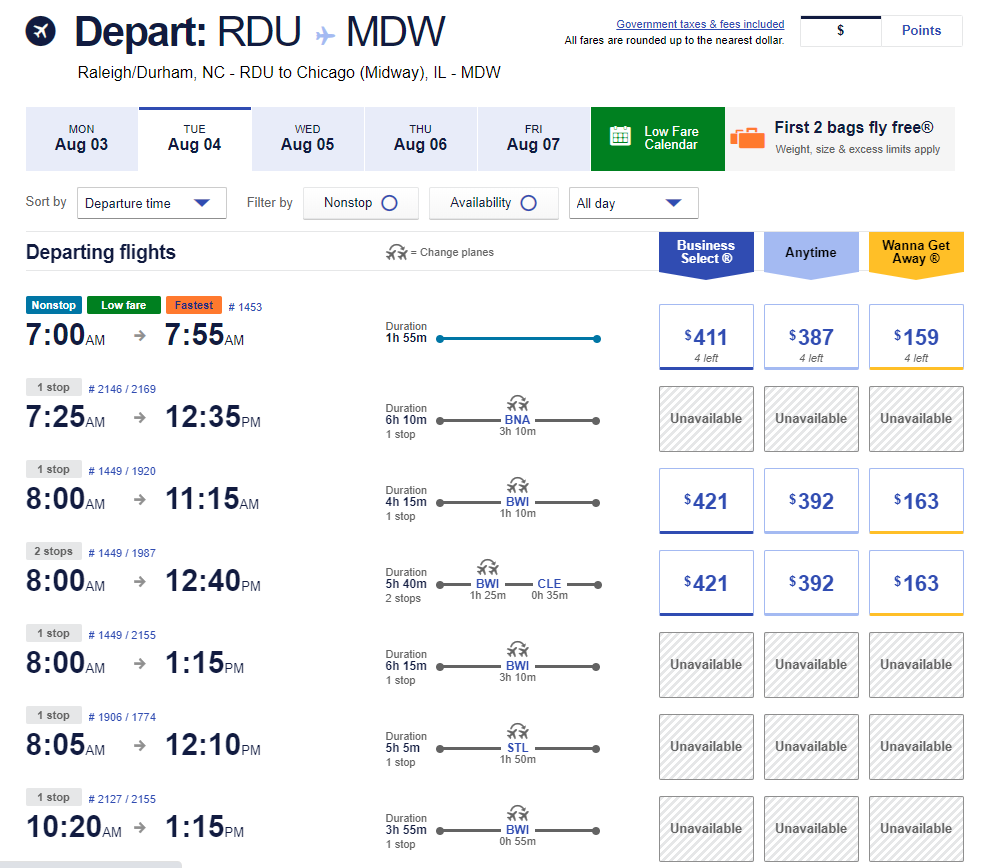 Depart: RDU MDW
Government taxes & fees included
All fares are rounded up to the nearest dollar.
$ Points
Raleigh/Durham, NC - RDU to Chicago (Midway), IL - MDW
MON
Aug 03
TUE
Aug 04
WED
Aug 05
THU
Aug 06
FRI
Aug 07
Low Fare
Calendar
First 2 bags fly free®
Weight, size & excess limits apply
Sort by Departure time Filter by Nonstop Availability All day
Departing flights = Change planes
Business
Select ®
Anytime
Wanna Get
Away ®
Nonstop Low fare Fastest # 1453
7:00AM 7:55AM
Duration
1h 55m
$411
4 left
$387
4 left
$159
4 left
1 stop # 2146 / 2169
7:25AM 12:35PM
Duration
6h 10m BNA
1 stop 3h 10m
Unavailable Unavailable Unavailable
1 stop # 1449 / 1920
8:00AM 11:15AM
Duration
4h 15m BWI
1 stop 1h 10m
$421 $392 $163
2 stops # 1449 / 1987
8:00AM 12:40PM
Duration
5h 40m BWI CLE
2 stops 1h 25m 0h 35m
$421 $392 $163
1 stop # 1449 / 2155
8:00AM 1:15PM
Duration
6h 15m BWI
1 stop 3h 10m
Unavailable Unavailable Unavailable
1 stop # 1906 / 1774
8:05AM 12:10PM
Duration
5h 5m STL
1 stop 1h 50m
Unavailable Unavailable Unavailable
1 stop # 2127 / 2155
10:20AM 1:15PM
Duration
3h 55m BWI
1 stop 0h 55m
Unavailable Unavailable Unavailable